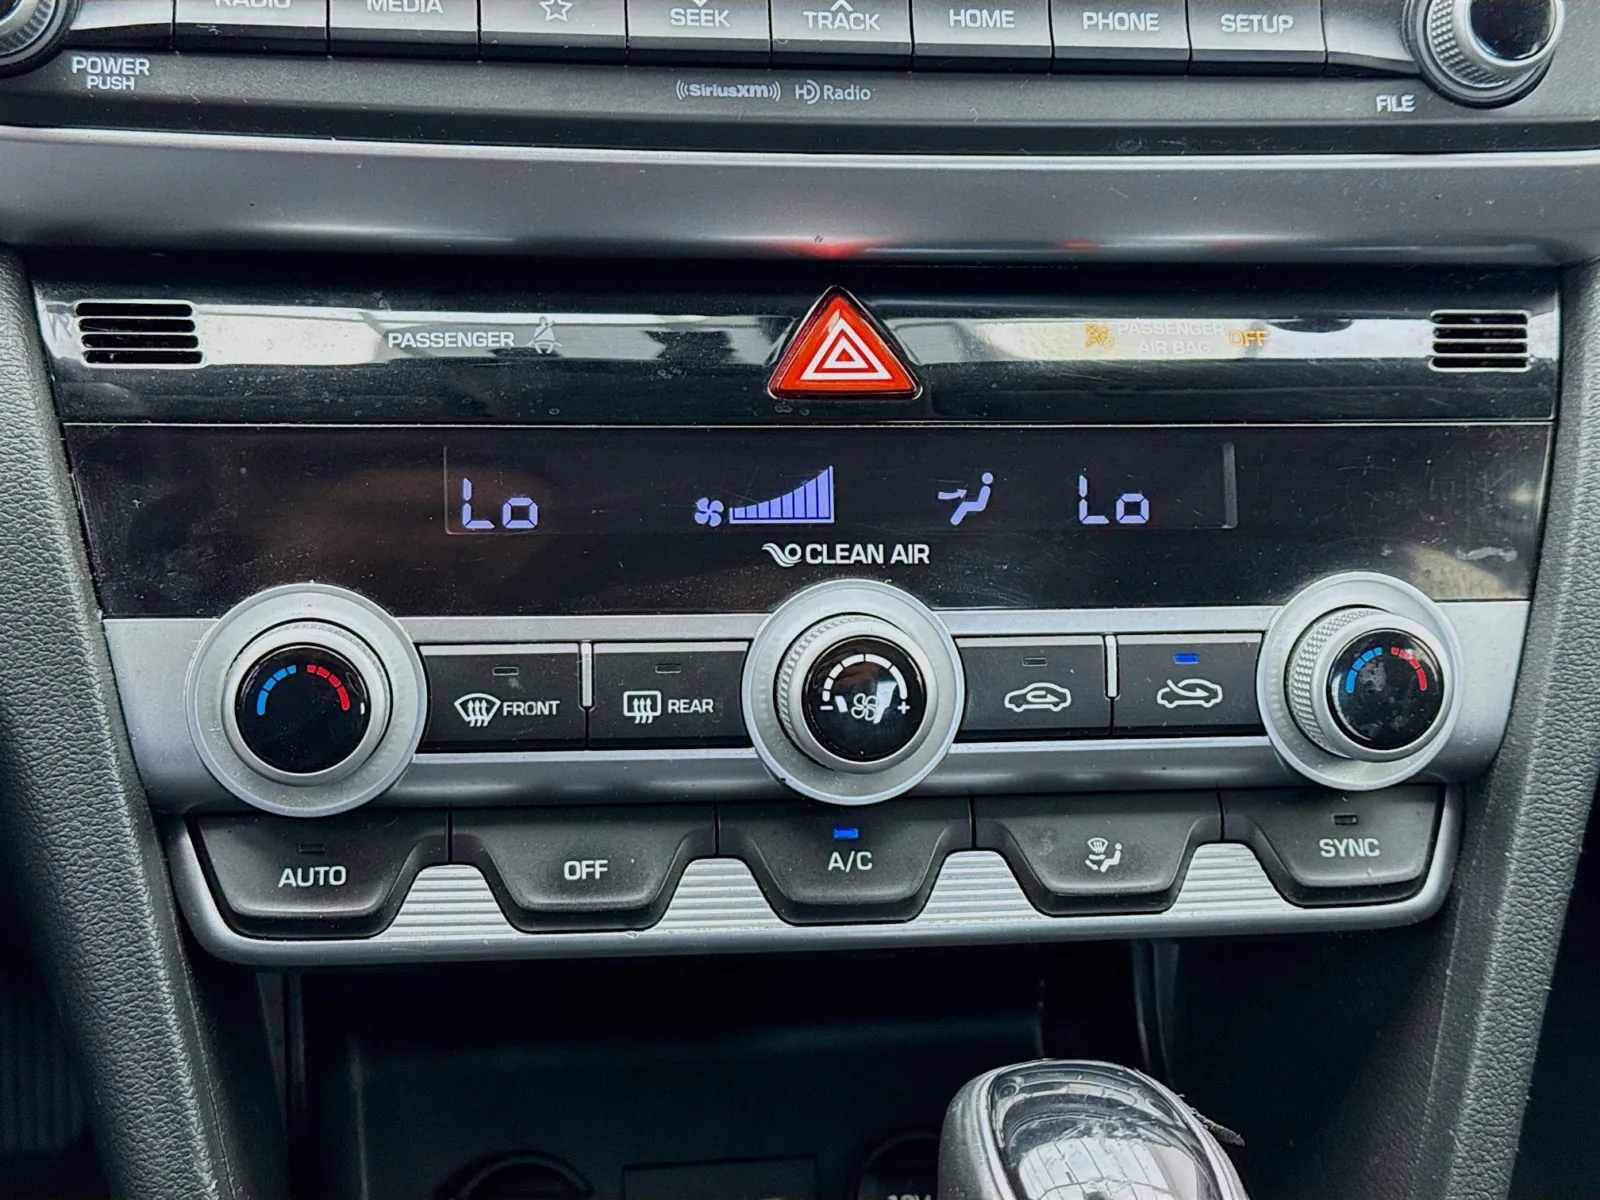 RADIO
MEDIA
SEEK
TRACK
HOME
PHONE
SETUP
POWER
PUSH
((SiriusXM))
HD Radio
FILE
PASSENGER
PASSENGER
AIR BAG
OFF
Lo
Lo
CLEAN AIR
FRONT
REAR
- +
AUTO
OFF
A/C
SYNC